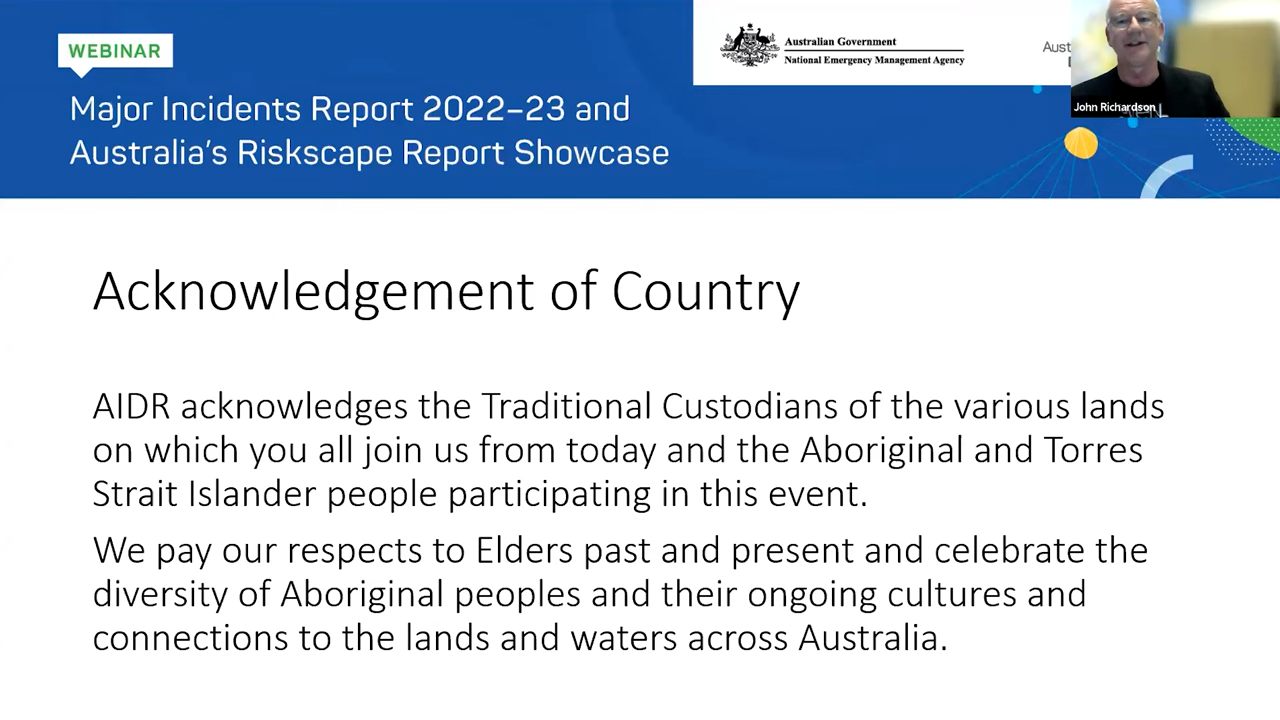 WEBINAR
Major Incidents Report 2022–23 and
Australia's Riskscape Report Showcase
Australian Government
National Emergency Management Agency
John Richardson
Acknowledgement of Country
AIDR acknowledges the Traditional Custodians of the various lands
on which you all join us from today and the Aboriginal and Torres
Strait Islander people participating in this event.
We pay our respects to Elders past and present and celebrate the
diversity of Aboriginal peoples and their ongoing cultures and
connections to the lands and waters across Australia.